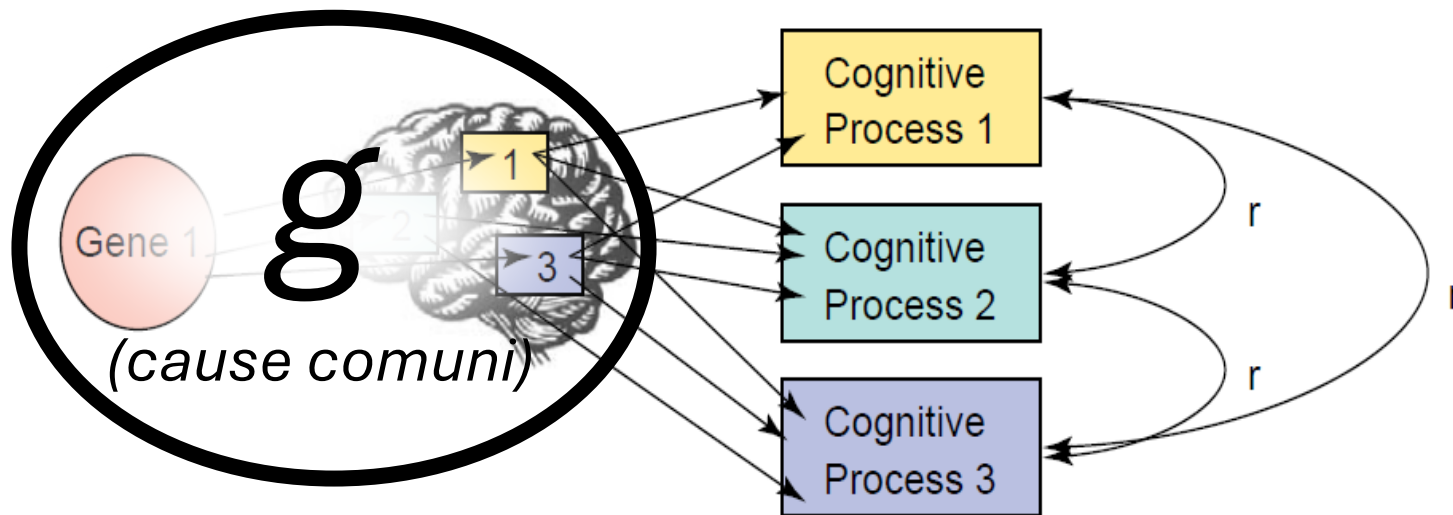 Gene 1
g
(cause comuni)
1
2
3
Cognitive
Process 1
Cognitive
Process 2
Cognitive
Process 3
r
r
r